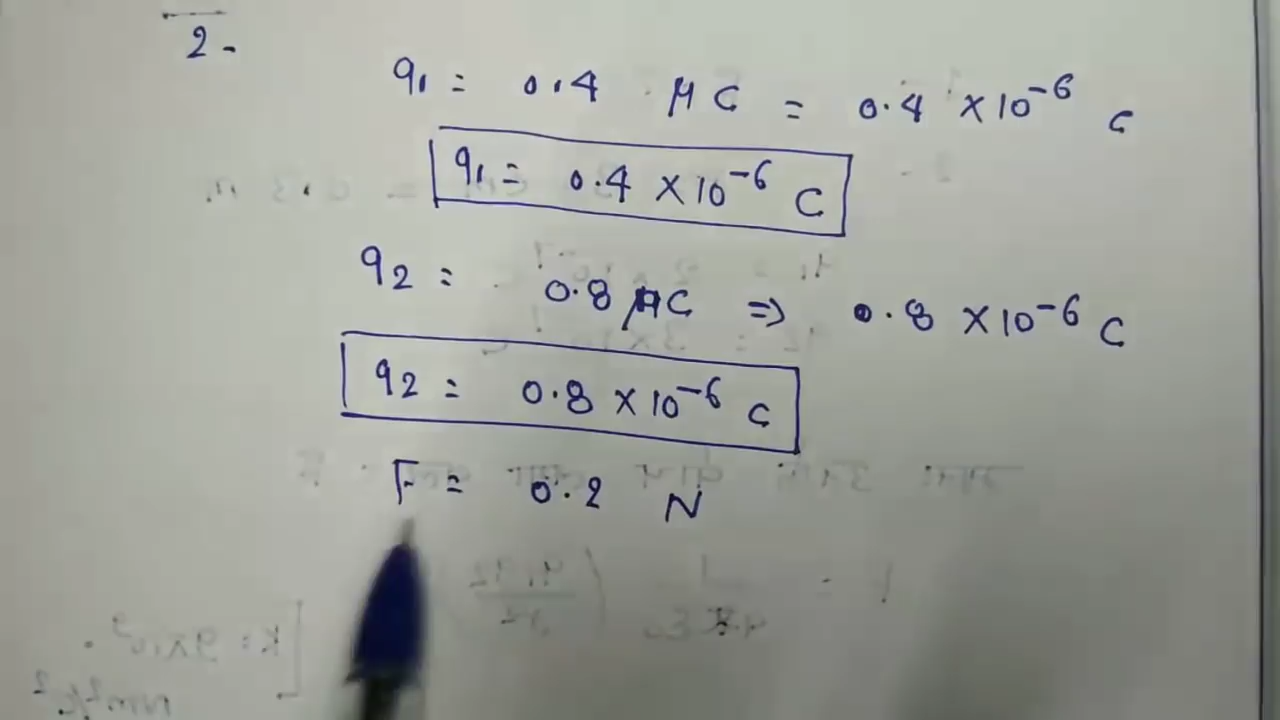 2.
q1 = 0.4 μC = 0.4 ×10⁻⁶ C
q1 = 0.4 ×10⁻⁶ C
q2 = 0.8 μC ⇒ 0.8 ×10⁻⁶ C
q2 = 0.8 ×10⁻⁶ C
F = 0.2 N